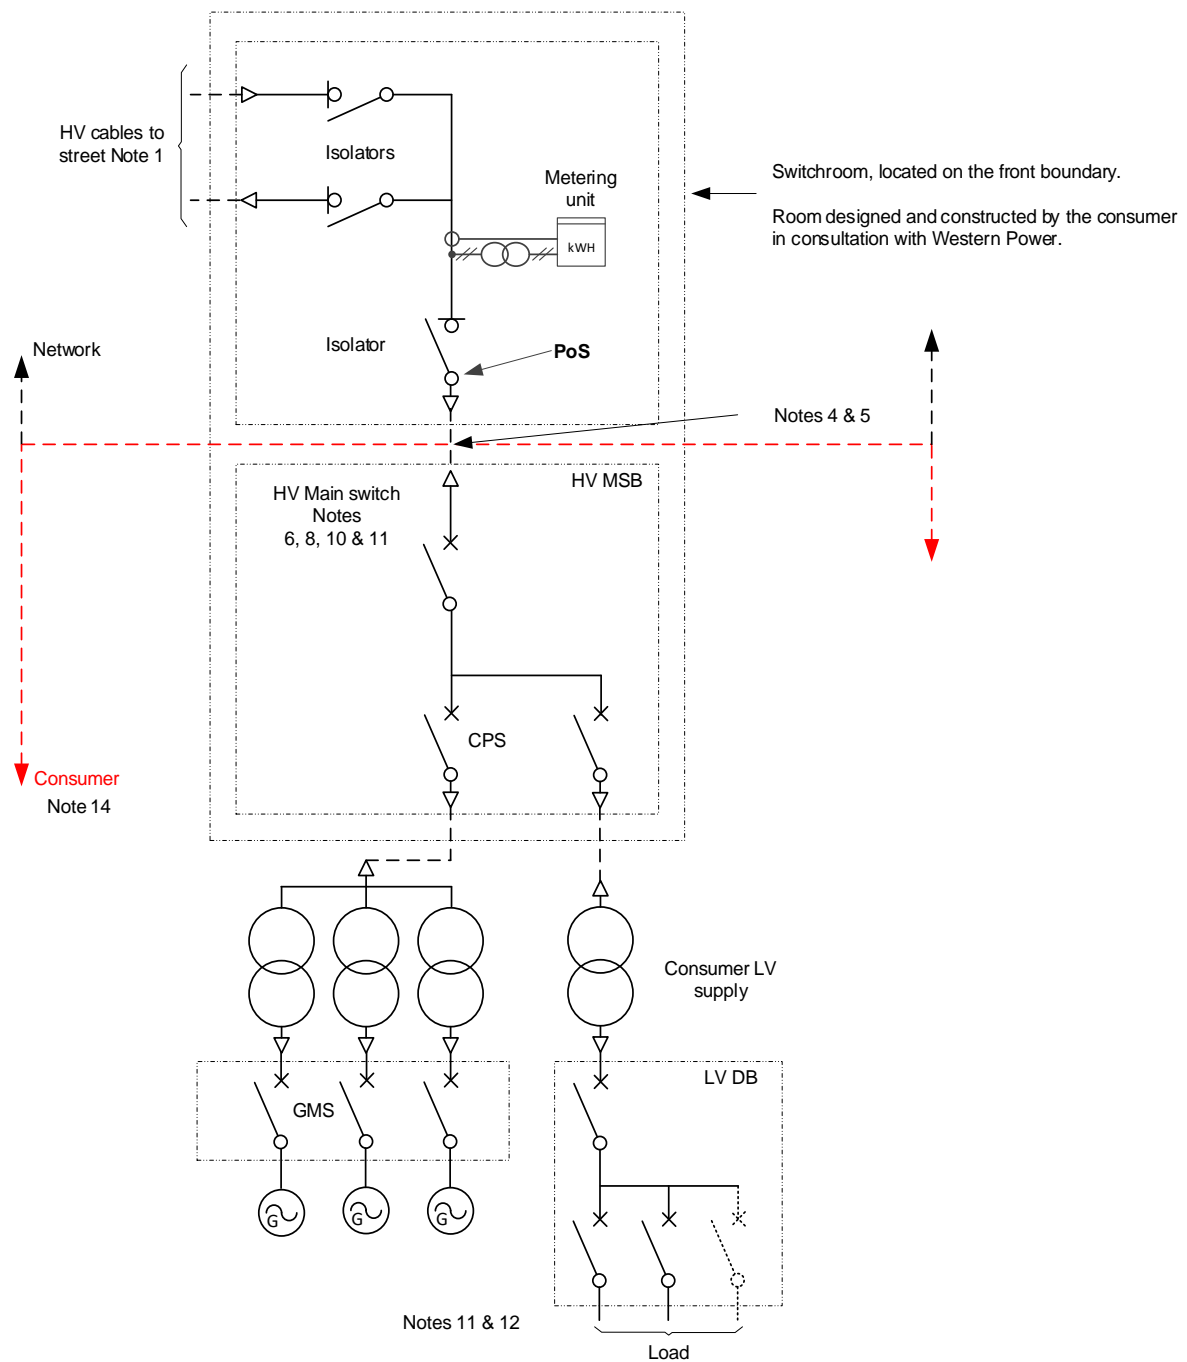 HV cables to
street Note 1
Isolators
Metering
unit
kWH
Switchroom, located on the front boundary.
Room designed and constructed by the consumer
in consultation with Western Power.
Isolator
PoS
Network
Notes 4 & 5
HV MSB
HV Main switch
Notes
6, 8, 10 & 11
CPS
Consumer
Note 14
Consumer LV
supply
LV DB
GMS
G
G
G
Notes 11 & 12
Load